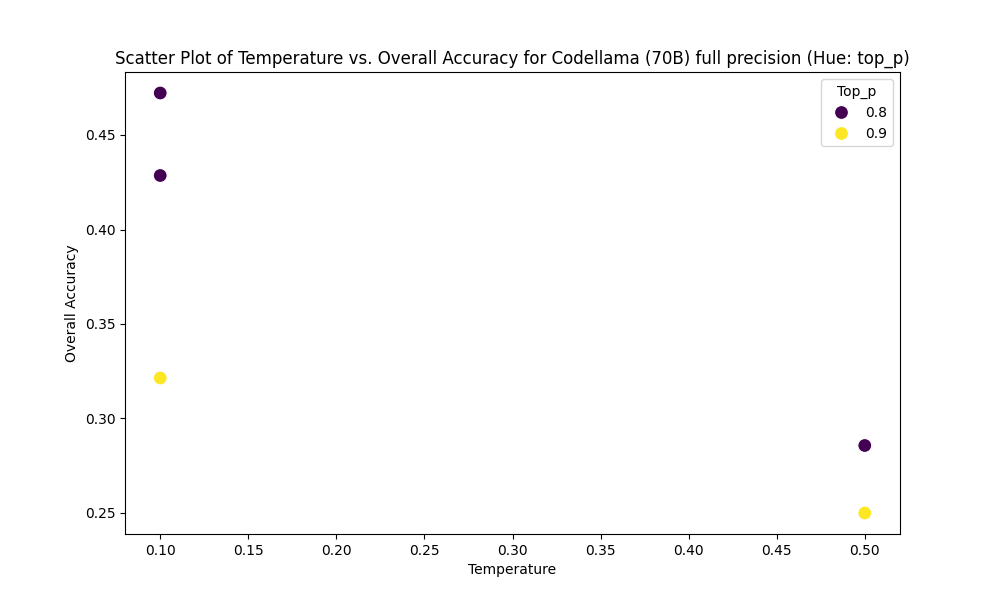 Scatter Plot of Temperature vs. Overall Accuracy for Codellama (70B) full precision (Hue: top_p)
Top_p
0.8
0.9
Overall Accuracy
0.45
0.40
0.35
0.30
0.25
0.10 0.15 0.20 0.25 0.30 0.35 0.40 0.45 0.50
Temperature